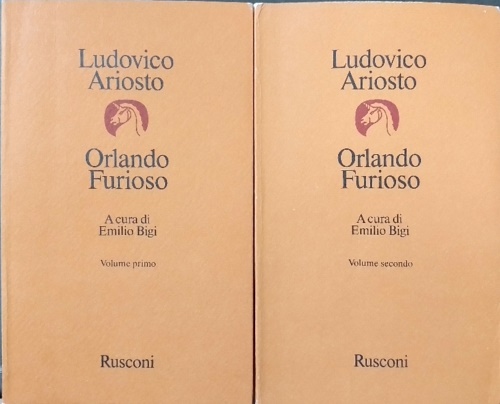 Ludovico
Ariosto
Orlando
Furioso
A cura di
Emilio Bigi
Volume primo
Rusconi
Ludovico
Ariosto
Orlando
Furioso
A cura di
Emilio Bigi
Volume secondo
Rusconi